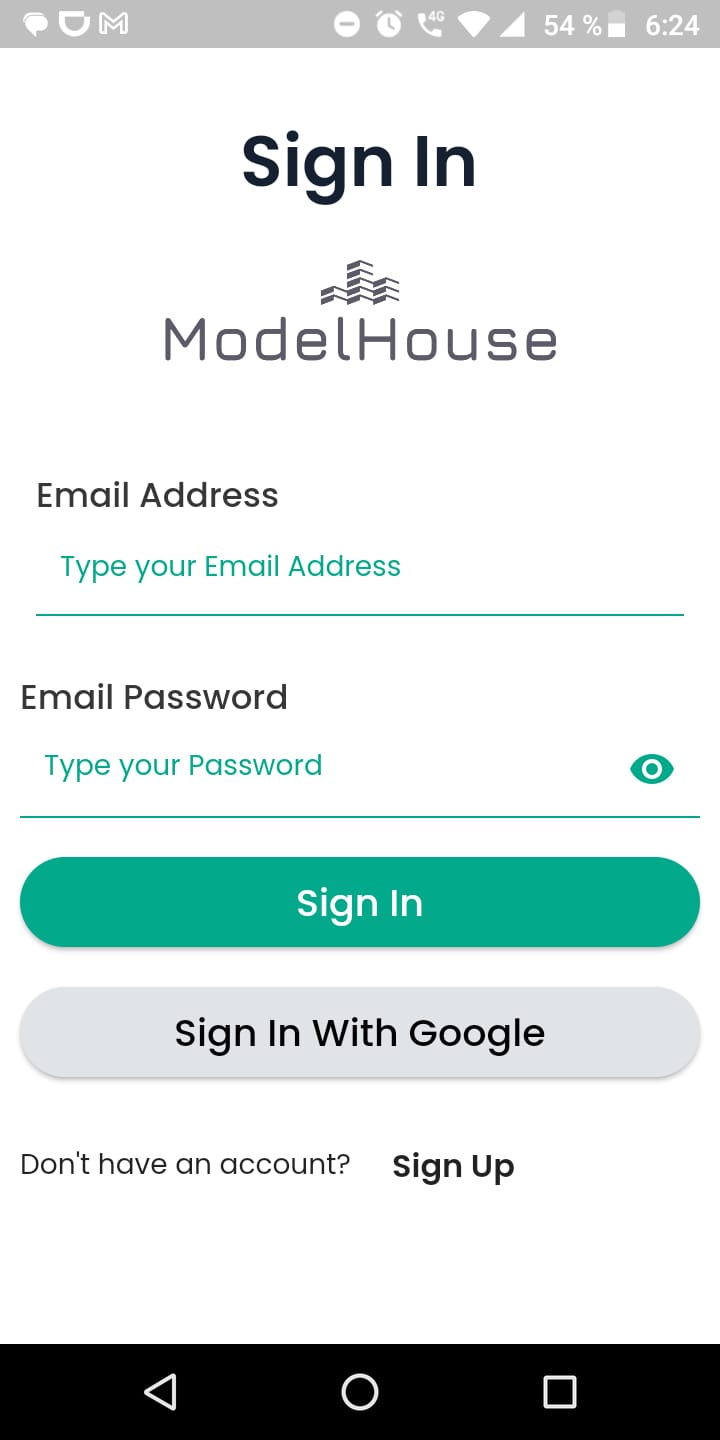 4G 54 % 6:24
Sign In
ModelHouse
Email Address
Type your Email Address
Email Password
Type your Password
Sign In
Sign In With Google
Don't have an account? Sign Up